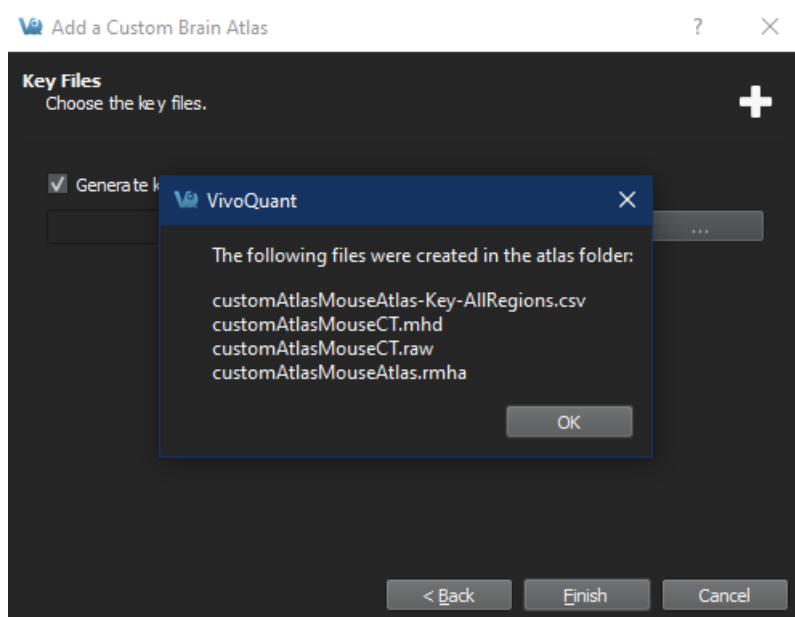 Add a Custom Brain Atlas
Key Files
Choose the key files.
Generate
VivoQuant
The following files were created in the atlas folder:
customAtlasMouseAtlas-Key-AllRegions.csv
customAtlasMouseCT.mhd
customAtlasMouseCT.raw
customAtlasMouseAtlas.rmha
OK
...
< Back
Finish
Cancel